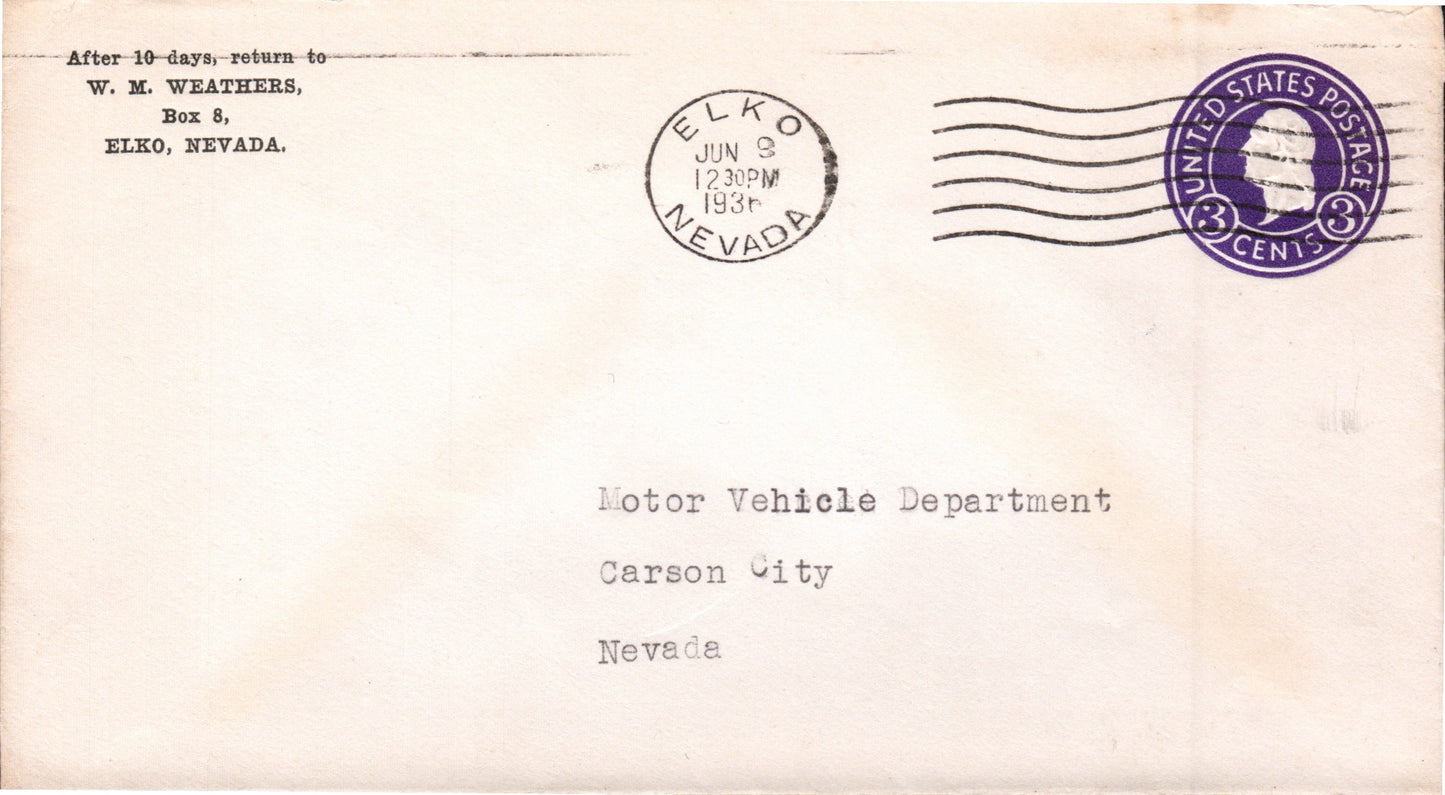 After 10 days, return to
W. M. WEATHERS,
Box 8,
ELKO, NEVADA.
ELKO
JUN
12 30 PM
NEVADA
UNITED STATES POSTAGE
3 3
CENTS
Motor Vehicle Department
Carson City
Nevada